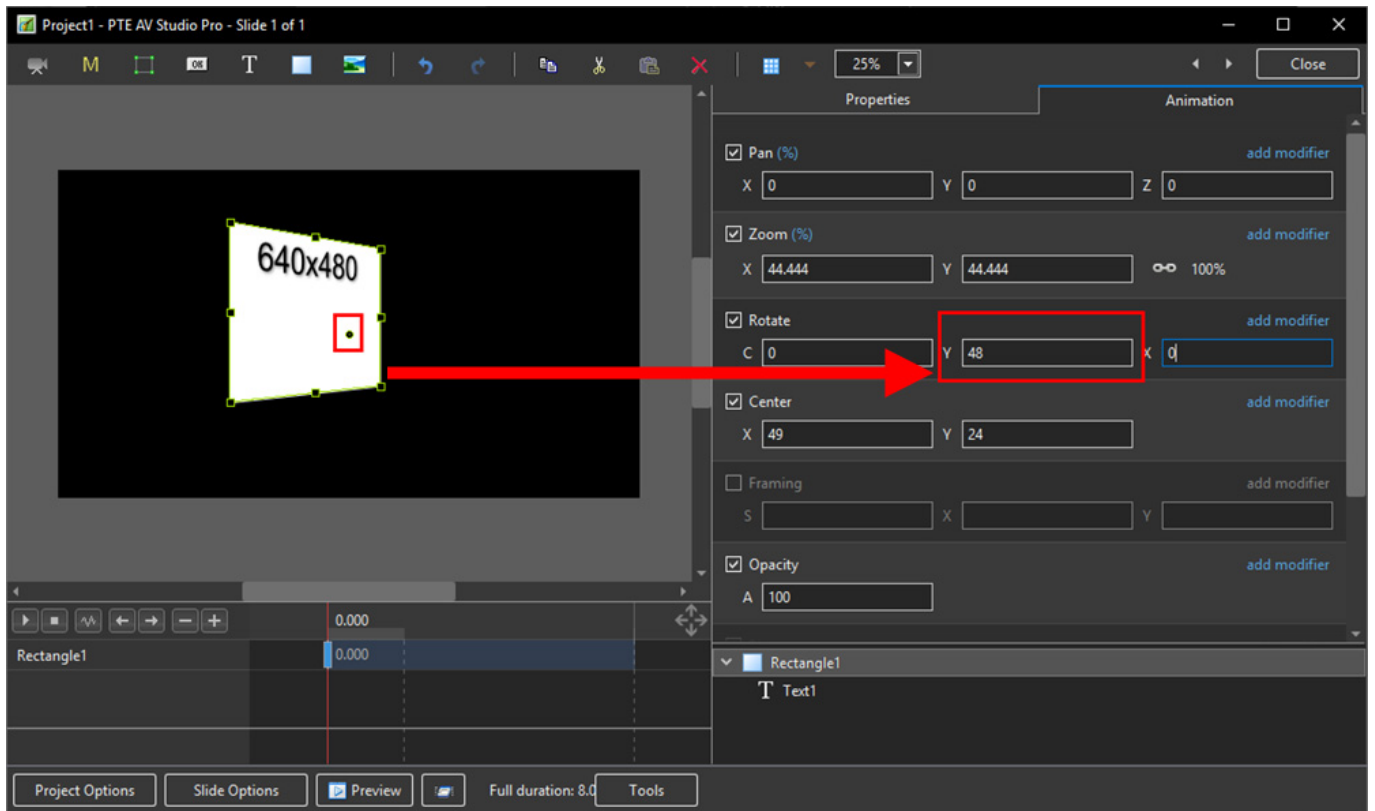 Project1 - PTE AV Studio Pro - Slide 1 of 1
M OK T 25% Close
Properties Animation
Pan (%) add modifier
X 0 Y 0 Z 0
Zoom (%) add modifier
X 44.444 Y 44.444 100%
Rotate add modifier
C 0 Y 48 X 0
Center add modifier
X 49 Y 24
Framing add modifier
S X Y
Opacity add modifier
A 100
640x480
0.000
Rectangle1 0.000
Rectangle1
T Text1
Project Options Slide Options Preview Full duration: 8.0 Tools